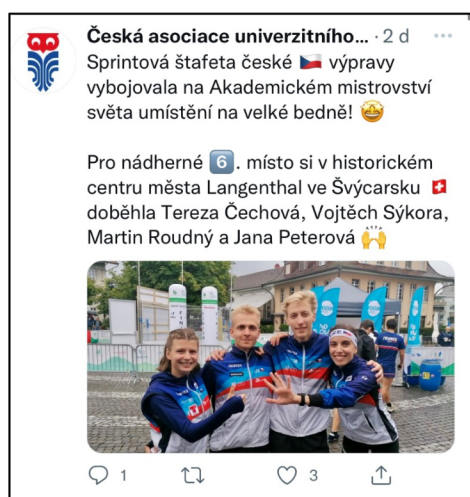 Česká asociace univerzitního... · 2 d
Sprintová štafeta české 🇨🇿 výpravy
vybojovala na Akademickém mistrovství
světa umístění na velké bedně! 🤩
Pro nádherné 6️⃣. místo si v historickém
centru města Langenthal ve Švýcarsku 🇨🇭
doběhla Tereza Čechová, Vojtěch Sýkora,
Martin Roudný a Jana Peterová 🙌
1 3